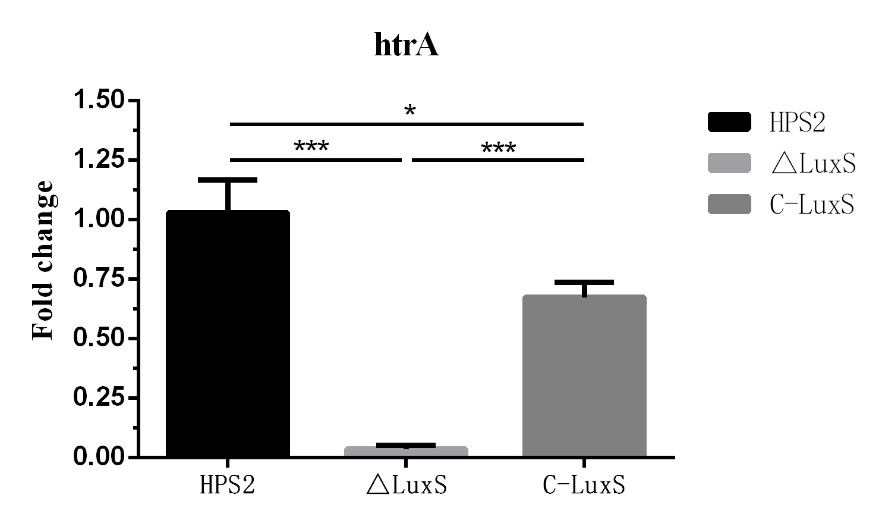 htrA
Fold change
1.50
1.25
1.00
0.75
0.50
0.25
0.00
*
***
***
HPS2
△LuxS
C-LuxS
HPS2
△LuxS
C-LuxS